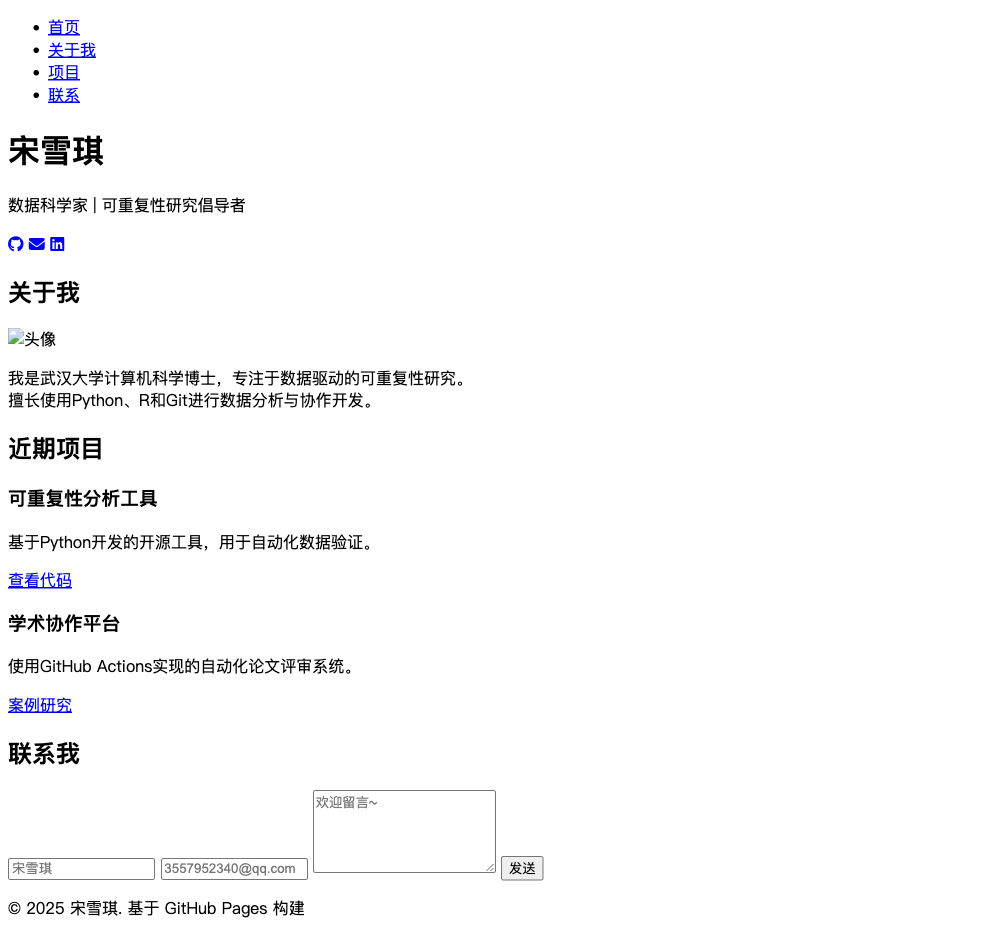 首页
关于我
项目
联系
宋雪琪
数据科学家 | 可重复性研究倡导者
关于我
头像
我是武汉大学计算机科学博士，专注于数据驱动的可重复性研究。
擅长使用Python、R和Git进行数据分析与协作开发。
近期项目
可重复性分析工具
基于Python开发的开源工具，用于自动化数据验证。
查看代码
学术协作平台
使用GitHub Actions实现的自动化论文评审系统。
案例研究
联系我
欢迎留言~
宋雪琪 3557952340@qq.com 发送
© 2025 宋雪琪. 基于 GitHub Pages 构建